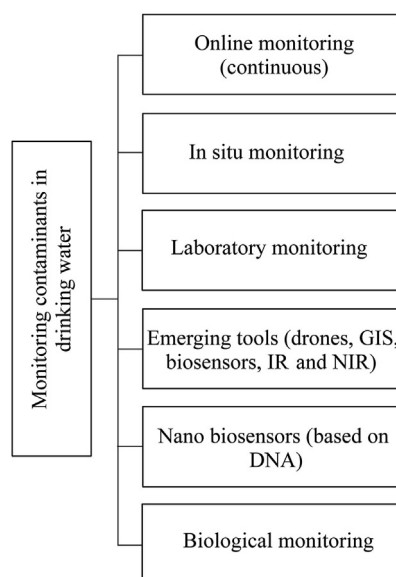 Monitoring contaminants in
drinking water
Online monitoring
(continuous)
In situ monitoring
Laboratory monitoring
Emerging tools (drones, GIS,
biosensors, IR and NIR)
Nano biosensors (based on
DNA)
Biological monitoring